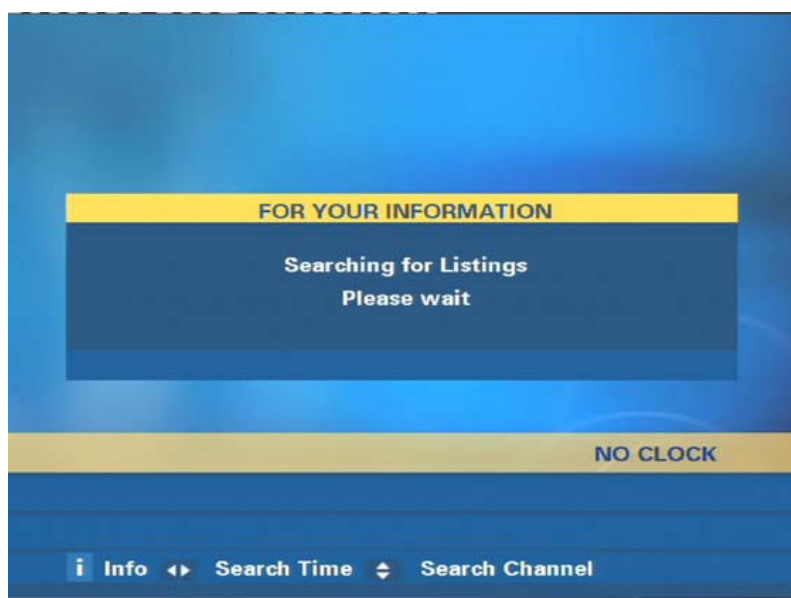 FOR YOUR INFORMATION
Searching for Listings
Please wait
NO CLOCK
i Info Search Time Search Channel